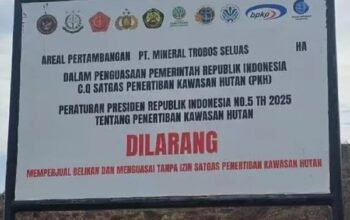 bpkp
AREAL PERTAMBANGAN PT. MINERAL TROBOS SELUAS HA
DALAM PENGUASAAN PEMERINTAH REPUBLIK INDONESIA
C.Q SATGAS PENERTIBAN KAWASAN HUTAN (PKH)
PERATURAN PRESIDEN REPUBLIK INDONESIA NO.5 TH 2025
TENTANG PENERTIBAN KAWASAN HUTAN
DILARANG
MEMPERJUAL BELIKAN DAN MENGUASAI TANPA IZIN SATGAS PENERTIBAN KAWASAN HUTAN